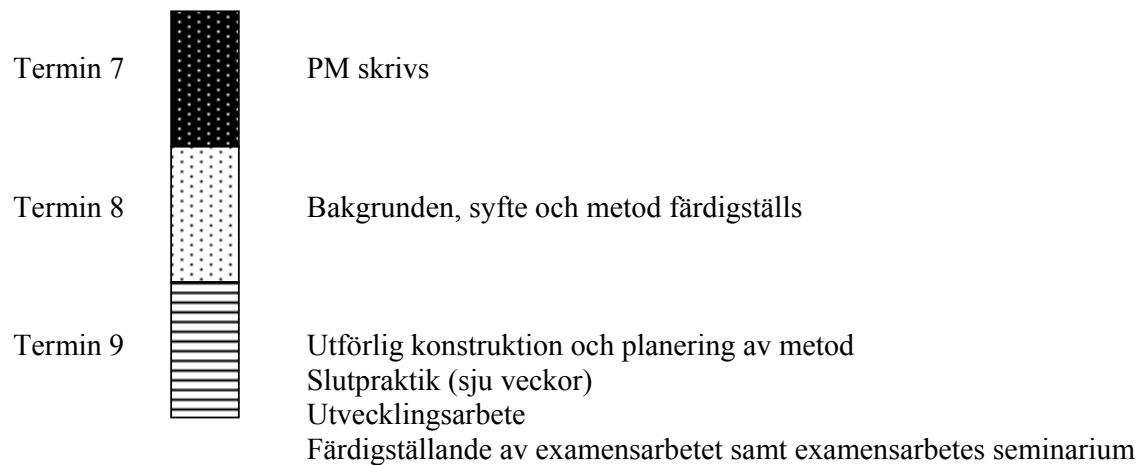 Termin 7 PM skrivs
Termin 8 Bakgrunden, syfte och metod färdigställs
Termin 9 Utförlig konstruktion och planering av metod
Slutpraktik (sju veckor)
Utvecklingsarbete
Färdigställande av examensarbetet samt examensarbetes seminarium